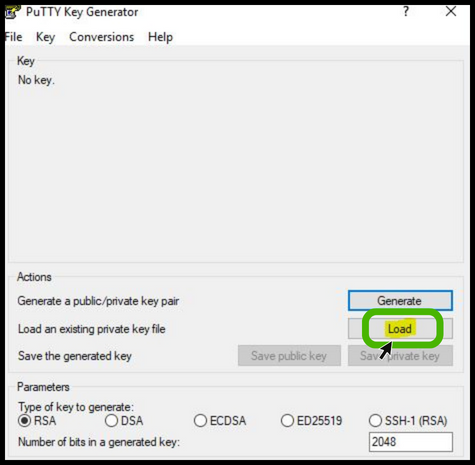 PuTTY Key Generator ? X
File Key Conversions Help
Key
No key.
Actions
Generate a public/private key pair Generate
Load an existing private key file Load
Save the generated key Save public key Save private key
Parameters
Type of key to generate:
RSA DSA ECDSA ED25519 SSH-1 (RSA)
Number of bits in a generated key: 2048